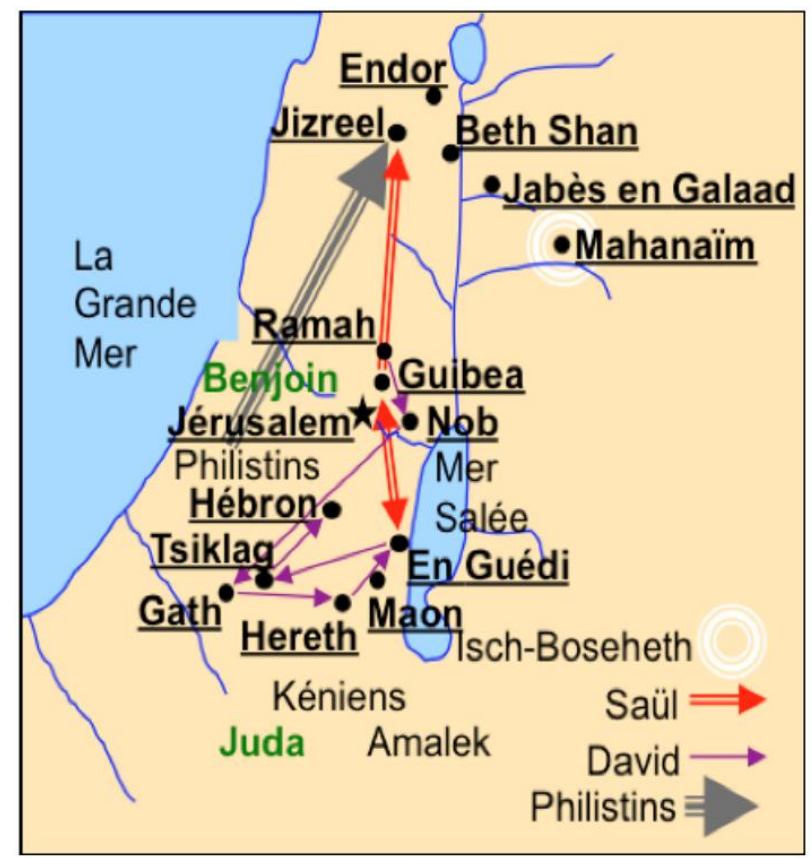 Endor
Jizreel
Beth Shan
Jabès en Galaad
Mahanaïm
La
Grande
Mer
Ramah
Benjoin
Guibea
Jérusalem
Nob
Philistins
Mer
Salée
Hébron
Tsiklag
En Guédi
Gath
Maon
Hereth
Isch-Boseheth
Kéniens
Saül
Juda
Amalek
David
Philistins